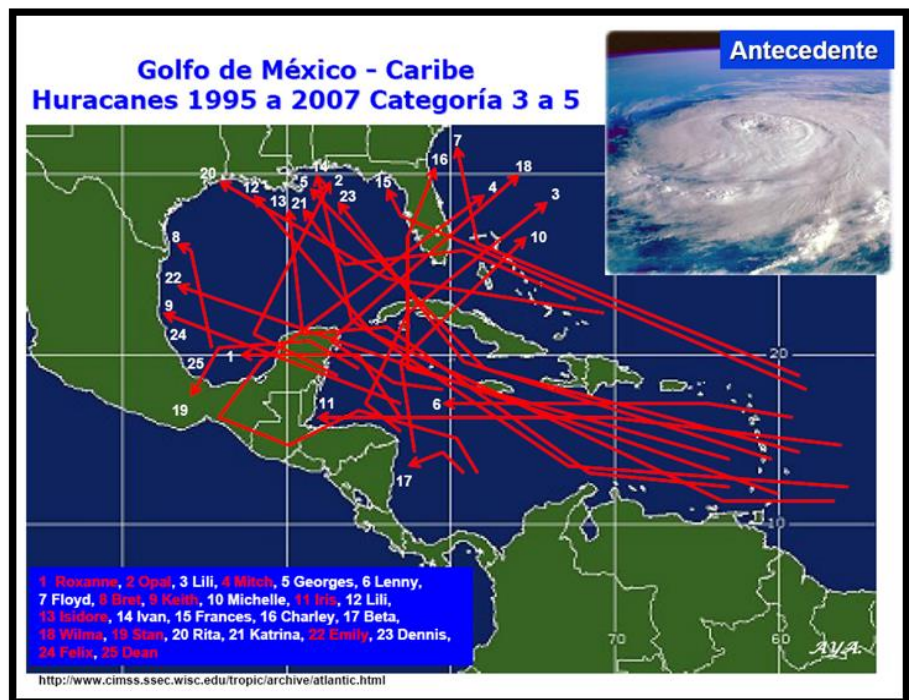 Antecedente
Golfo de México - Caribe
Huracanes 1995 a 2007 Categoría 3 a 5
7
16
18
14
20
12
5
2
15
4
3
13
21
23
8
10
22
9
24
20
25
1
6
11
19
17
10
70
60
1 Roxanne, 2 Opal, 3 Lili, 4 Mitch, 5 Georges, 6 Lenny,
7 Floyd, 8 Bret, 9 Keith, 10 Michelle, 11 Iris, 12 Lili,
13 Isidore, 14 Ivan, 15 Frances, 16 Charley, 17 Beta,
18 Wilma, 19 Stan, 20 Rita, 21 Katrina, 22 Emily, 23 Dennis,
24 Felix, 25 Dean
AYA.
http://www.cimss.ssec.wisc.edu/tropic/archive/atlantic.html